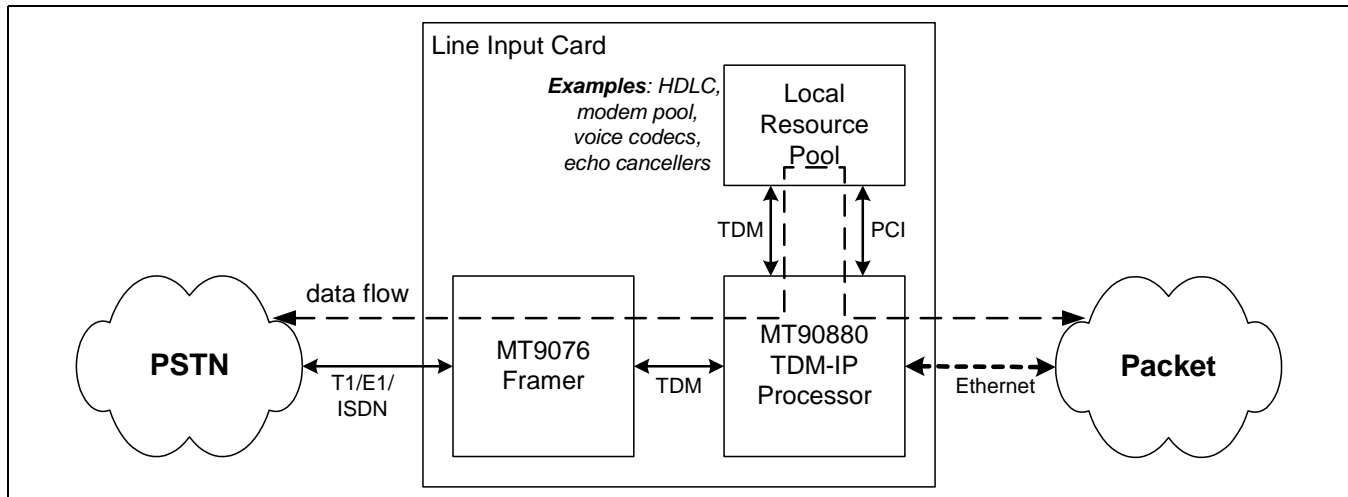 Line Input Card
Examples: HDLC,
modem pool,
voice codecs,
echo cancellers
Local
Resource
Pool
TDM
PCI
data flow
PSTN
T1/E1/
ISDN
MT9076
Framer
TDM
MT90880
TDM-IP
Processor
Ethernet
Packet